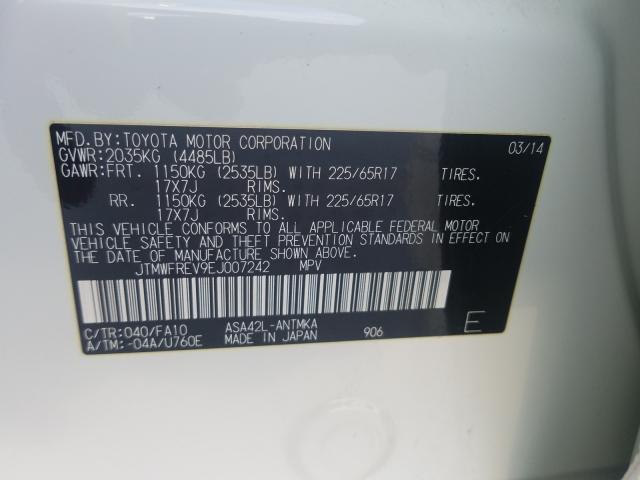 MFD.BY:TOYOTA MOTOR CORPORATION 03/14
GVWR:2035KG (4485LB)
GAWR:FRT. 1150KG (2535LB) WITH 225/65R17 TIRES.
17X7J RIMS.
RR. 1150KG (2535LB) WITH 225/65R17 TIRES.
17X7J RIMS.
THIS VEHICLE CONFORMS TO ALL APPLICABLE FEDERAL MOTOR
VEHICLE SAFETY AND THEFT PREVENTION STANDARDS IN EFFECT ON
THE DATE OF MANUFACTURE SHOWN ABOVE.
JTMWFREV9EJ007242 MPV
C/TR:040/FA10 ASA42L-ANTMKA
A/TM:-04A/U760E MADE IN JAPAN 906 E